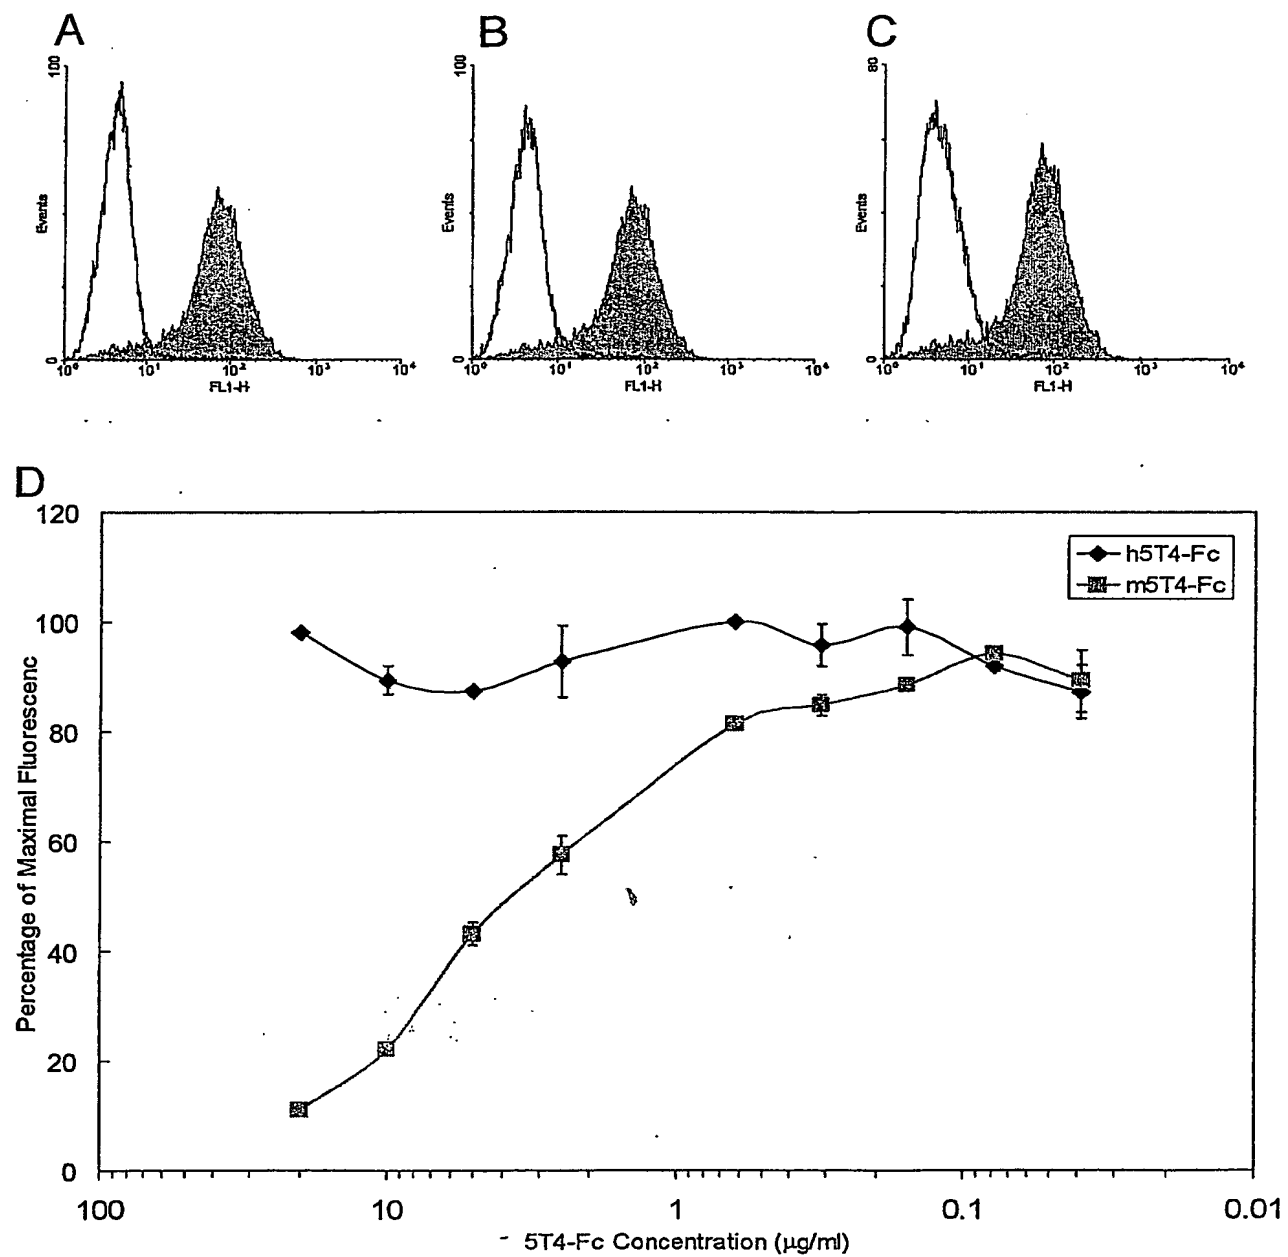 A
B
C
100
Events
0
10⁰
10¹
10²
10³
10⁴
FL1-H
100
Events
0
10⁰
10¹
10²
10³
10⁴
FL1-H
80
Events
0
10⁰
10¹
10²
10³
10⁴
FL1-H
D
120
100
80
60
40
20
0
Percentage of Maximal Fluorescenc
h5T4-Fc
m5T4-Fc
100
10
1
0.1
0.01
5T4-Fc Concentration (µg/ml)